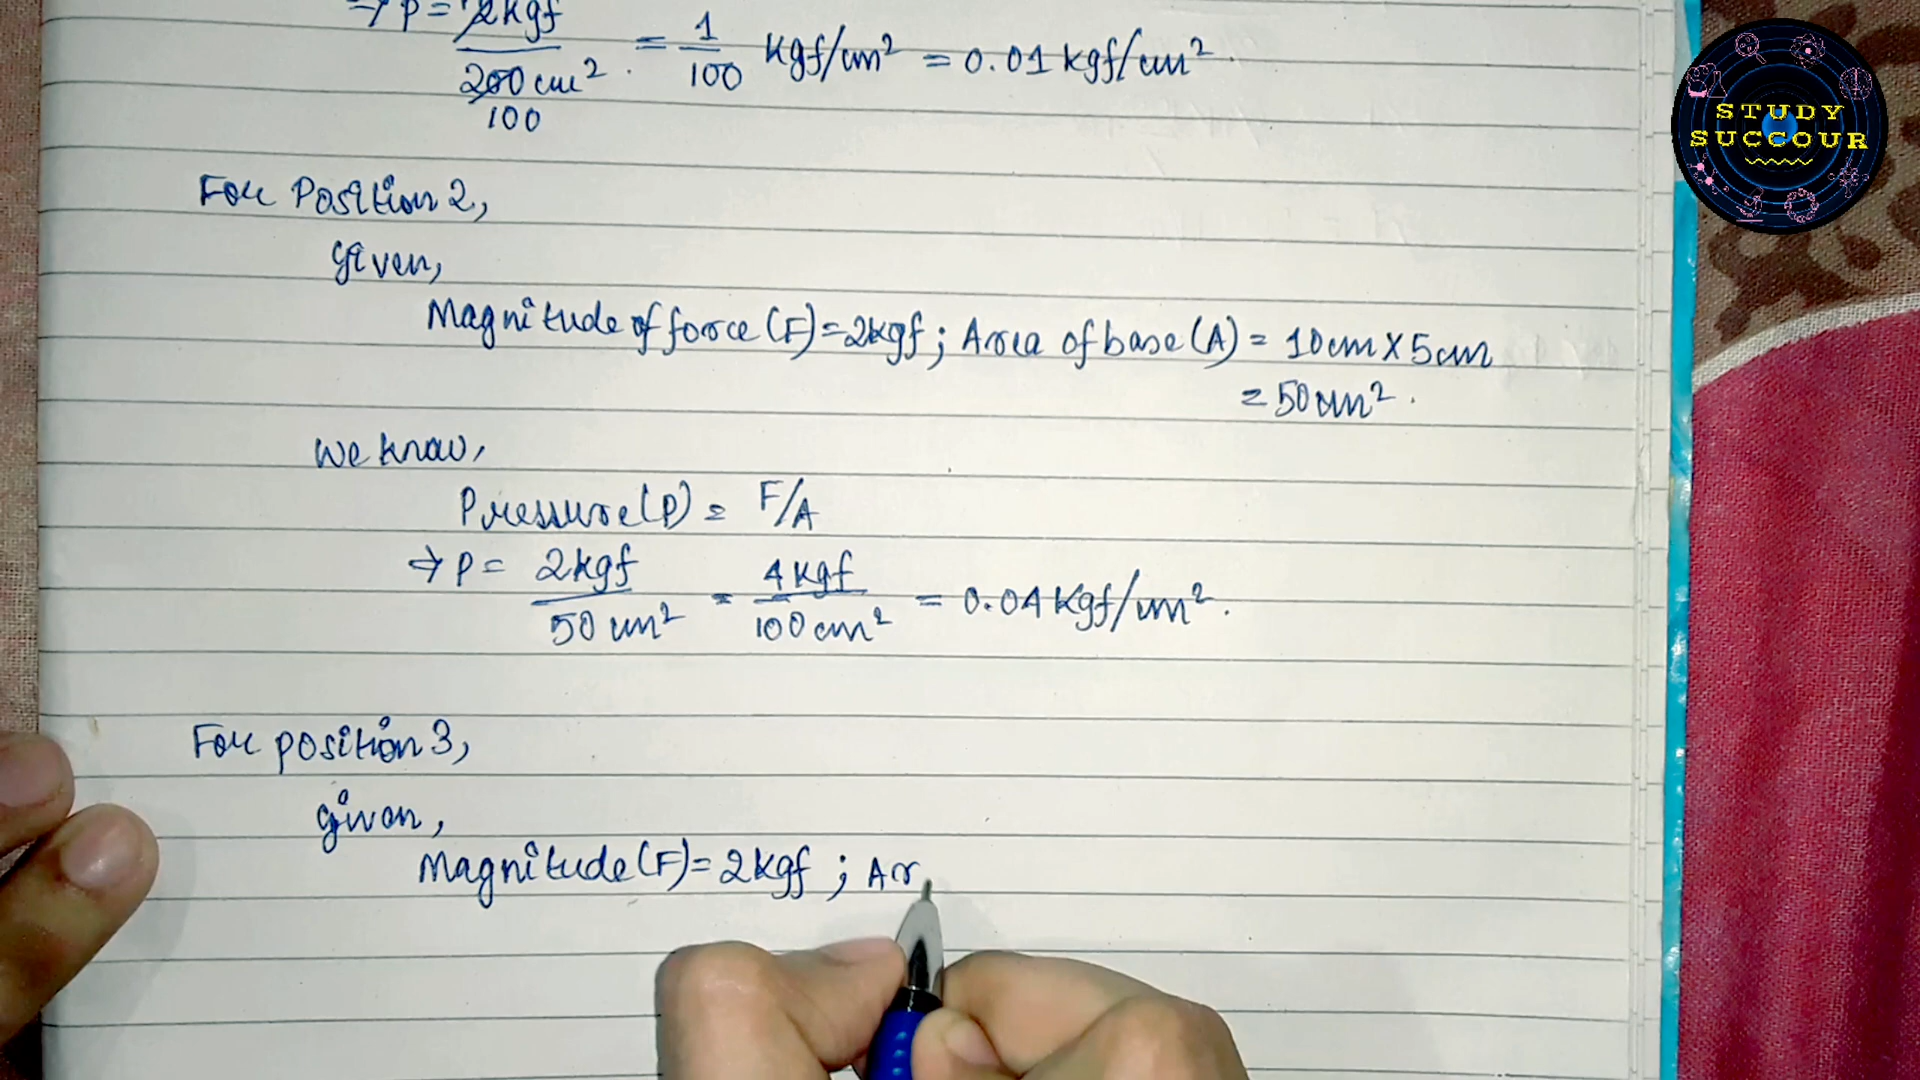 ⇒ P = 2kgf / 200 cm² = 1/100 kgf/cm² = 0.01 kgf/cm².
100
STUDY
SUCCOUR
For Position 2,
given,
Magnitude of force (F) = 2kgf ; Area of base (A) = 10cm X 5cm
= 50cm².
We know,
Pressure (P) = F/A
⇒ P = 2kgf / 50 cm² = 4 kgf / 100 cm² = 0.04 Kgf/cm².
For position 3,
given,
Magnitude (F) = 2kgf ; Ar